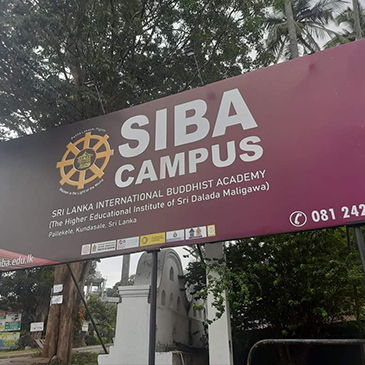 SIBA
CAMPUS
SRI LANKA INTERNATIONAL BUDDHIST ACADEMY
(The Higher Educational Institute of Sri Dalada Maligawa)
Pallekele, Kundasale, Sri Lanka
081 242
iba.edu.lk